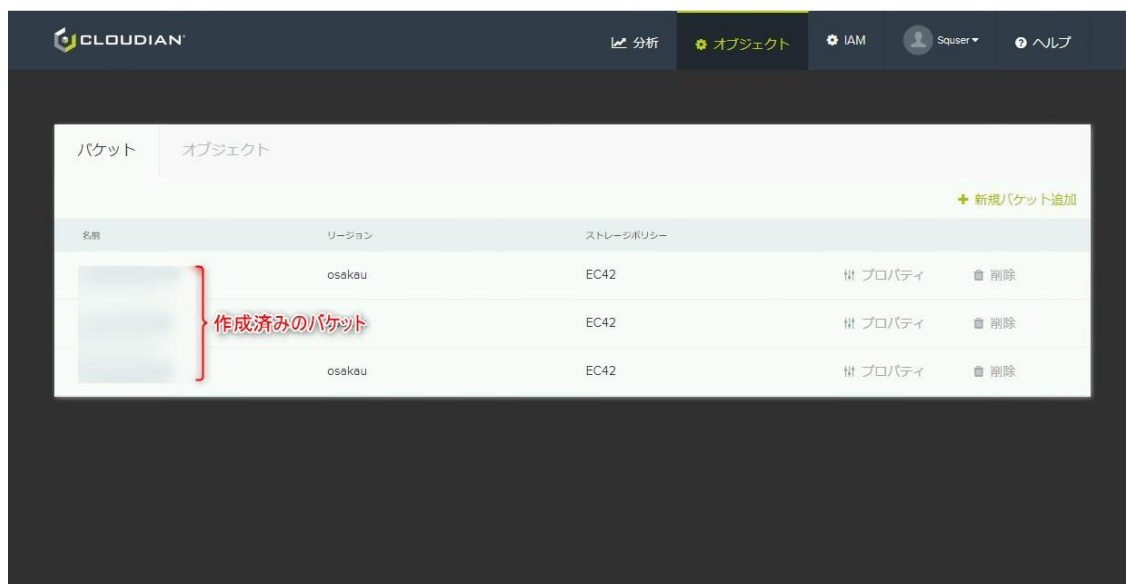 CLOUDIAN
分析
オブジェクト
IAM
Squser
ヘルプ
バケット
オブジェクト
新規バケット追加
名前 リージョン ストレージポリシー
osakau EC42 プロパティ 削除
作成済みのバケット
EC42 プロパティ 削除
osakau EC42 プロパティ 削除